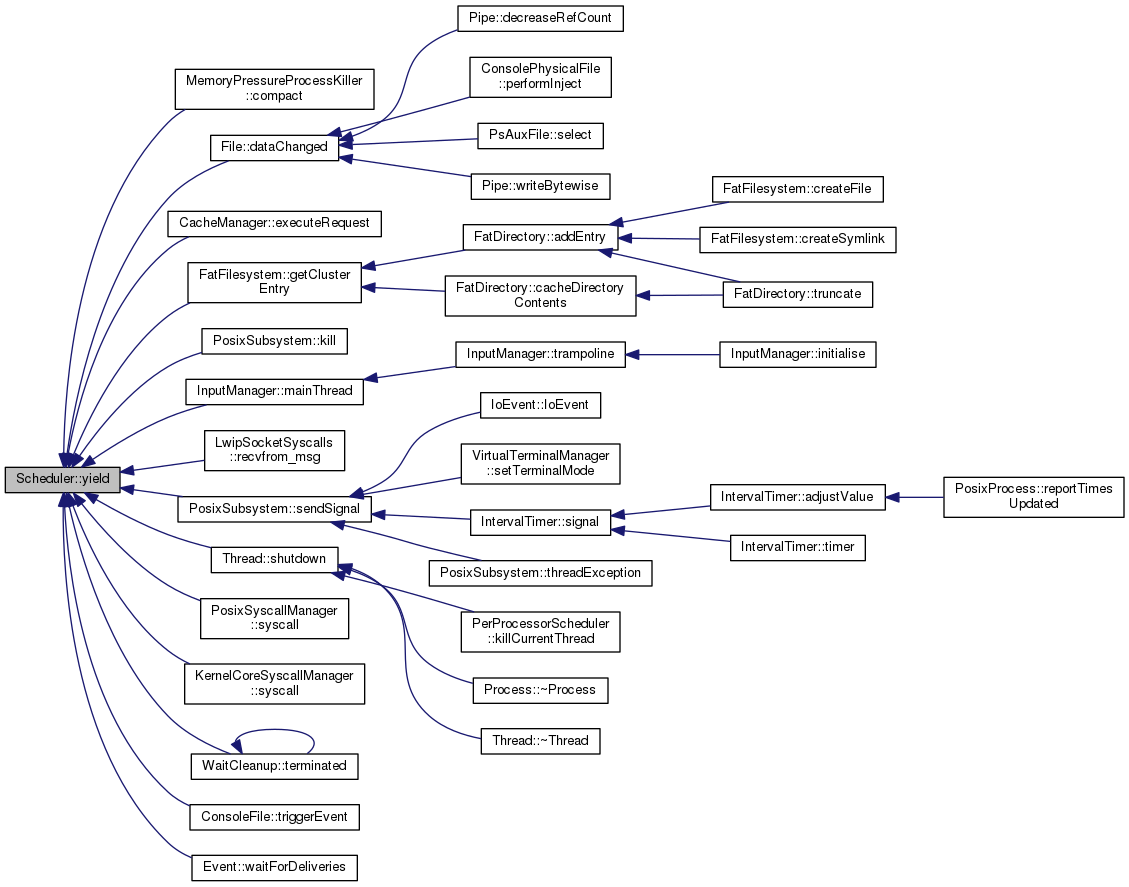 Pipe::decreaseRefCount
MemoryPressureProcessKiller
::compact
ConsolePhysicalFile
::performInject
File::dataChanged
PsAuxFile::select
Pipe::writeBytewise
CacheManager::executeRequest
FatDirectory::addEntry
FatFilesystem::createFile
FatFilesystem::createSymlink
FatFilesystem::getCluster
Entry
FatDirectory::cacheDirectory
Contents
FatDirectory::truncate
PosixSubsystem::kill
InputManager::trampoline
InputManager::initialise
InputManager::mainThread
IoEvent::IoEvent
LwipSocketSyscalls
::recvfrom_msg
VirtualTerminalManager
::setTerminalMode
Scheduler::yield
PosixSubsystem::sendSignal
IntervalTimer::signal
IntervalTimer::adjustValue
PosixProcess::reportTimes
Updated
IntervalTimer::timer
Thread::shutdown
PosixSubsystem::threadException
PosixSyscallManager
::syscall
PerProcessorScheduler
::killCurrentThread
KernelCoreSyscallManager
::syscall
Process::~Process
Thread::~Thread
WaitCleanup::terminated
ConsoleFile::triggerEvent
Event::waitForDeliveries